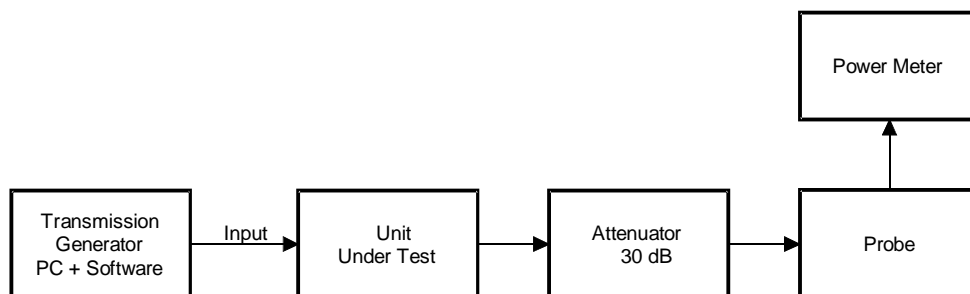 Power Meter
Transmission
Generator
PC + Software
Input
Unit
Under Test
Attenuator
30 dB
Probe